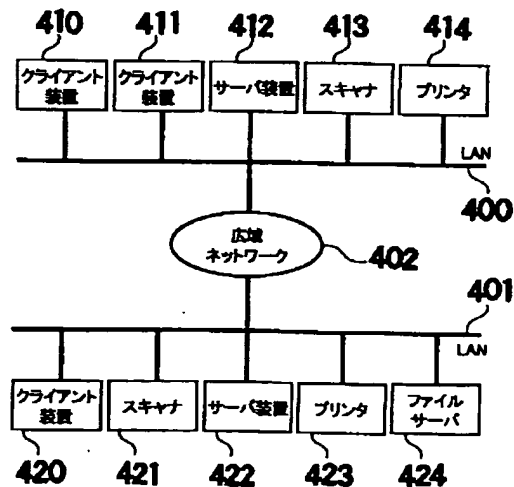 410 411 412 413 414
クライアント装置
クライアント装置
サーバ装置
スキャナ
プリンタ
LAN
400
広域
ネットワーク
402
401
LAN
クライアント装置
スキャナ
サーバ装置
プリンタ
ファイル
サーバ
420 421 422 423 424